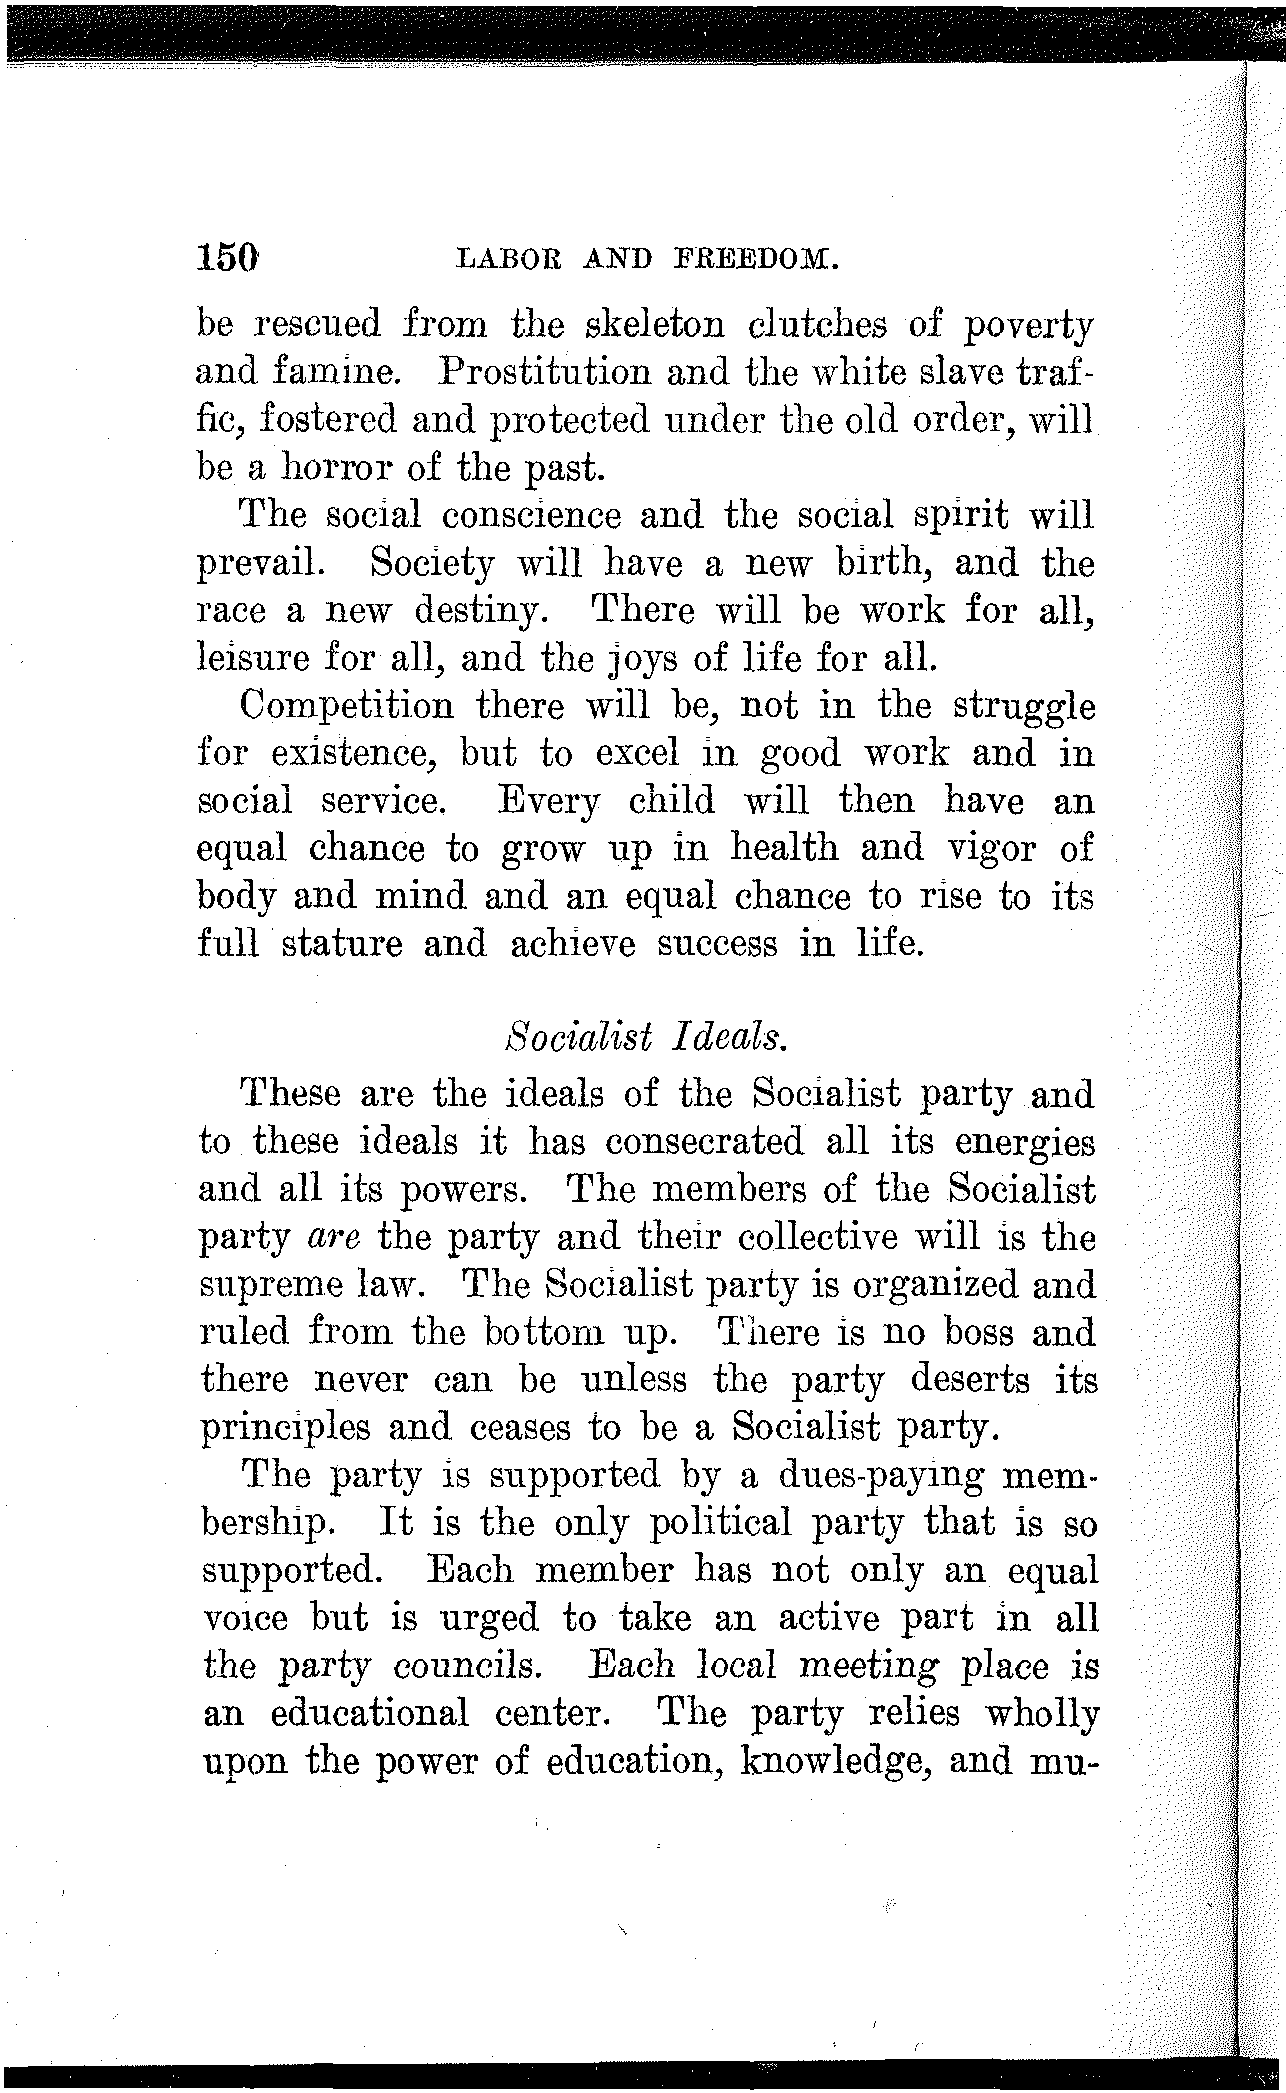 150 LABOR AND FREEDOM.
be rescued from the skeleton clutches of poverty
and famine. Prostitution and the white slave traf-
fic, fostered and protected under the old order, will
be a horror of the past.
The social conscience and the social spirit will
prevail. Society will have a new birth, and the
race a new destiny. There will be work for all,
leisure for all, and the joys of life for all.
Competition there will be, not in the struggle
for existence, but to excel in good work and in
social service. Every child will then have an
equal chance to grow up in health and vigor of
body and mind and an equal chance to rise to its
full stature and achieve success in life.
Socialist Ideals.
These are the ideals of the Socialist party and
to these ideals it has consecrated all its energies
and all its powers. The members of the Socialist
party are the party and their collective will is the
supreme law. The Socialist party is organized and
ruled from the bottom up. There is no boss and
there never can be unless the party deserts its
principles and ceases to be a Socialist party.
The party is supported by a dues-paying mem-
bership. It is the only political party that is so
supported. Each member has not only an equal
voice but is urged to take an active part in all
the party councils. Each local meeting place is
an educational center. The party relies wholly
upon the power of education, knowledge, and mu-